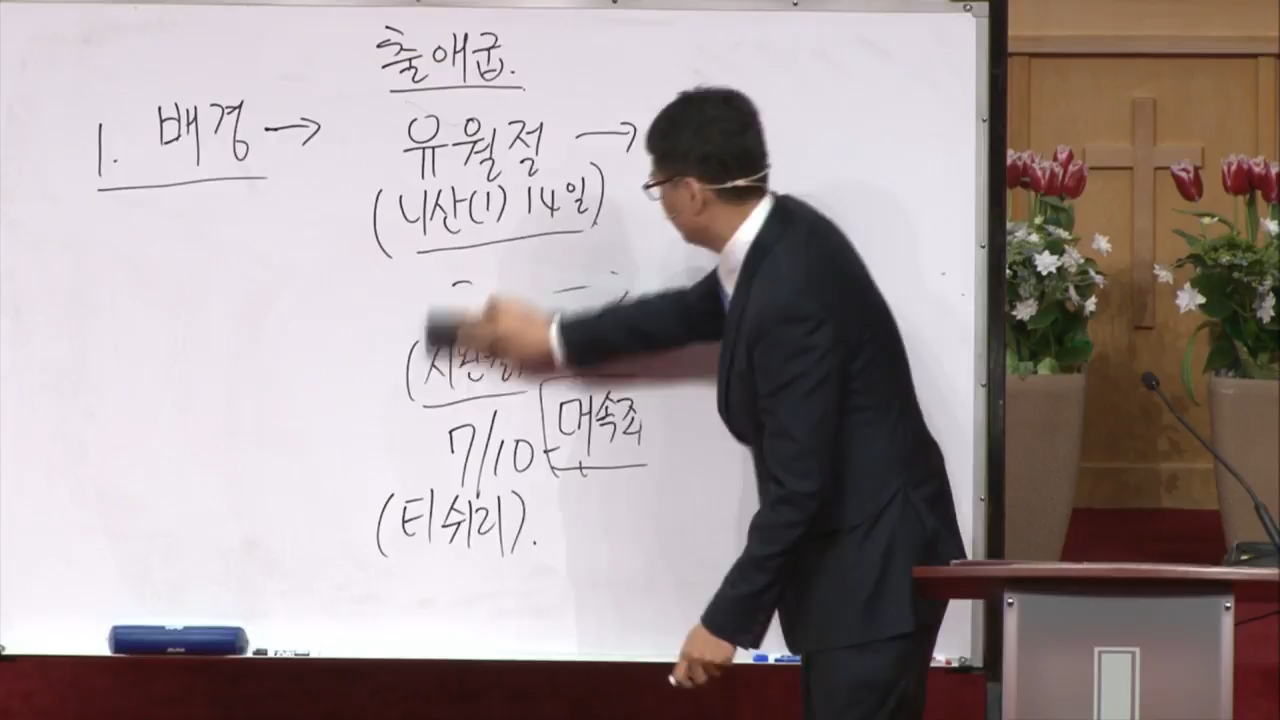 출애굽.
1. 배경 → 유월절 →
(니산(1) 14일)
7/10 대속죄
(티쉬리).